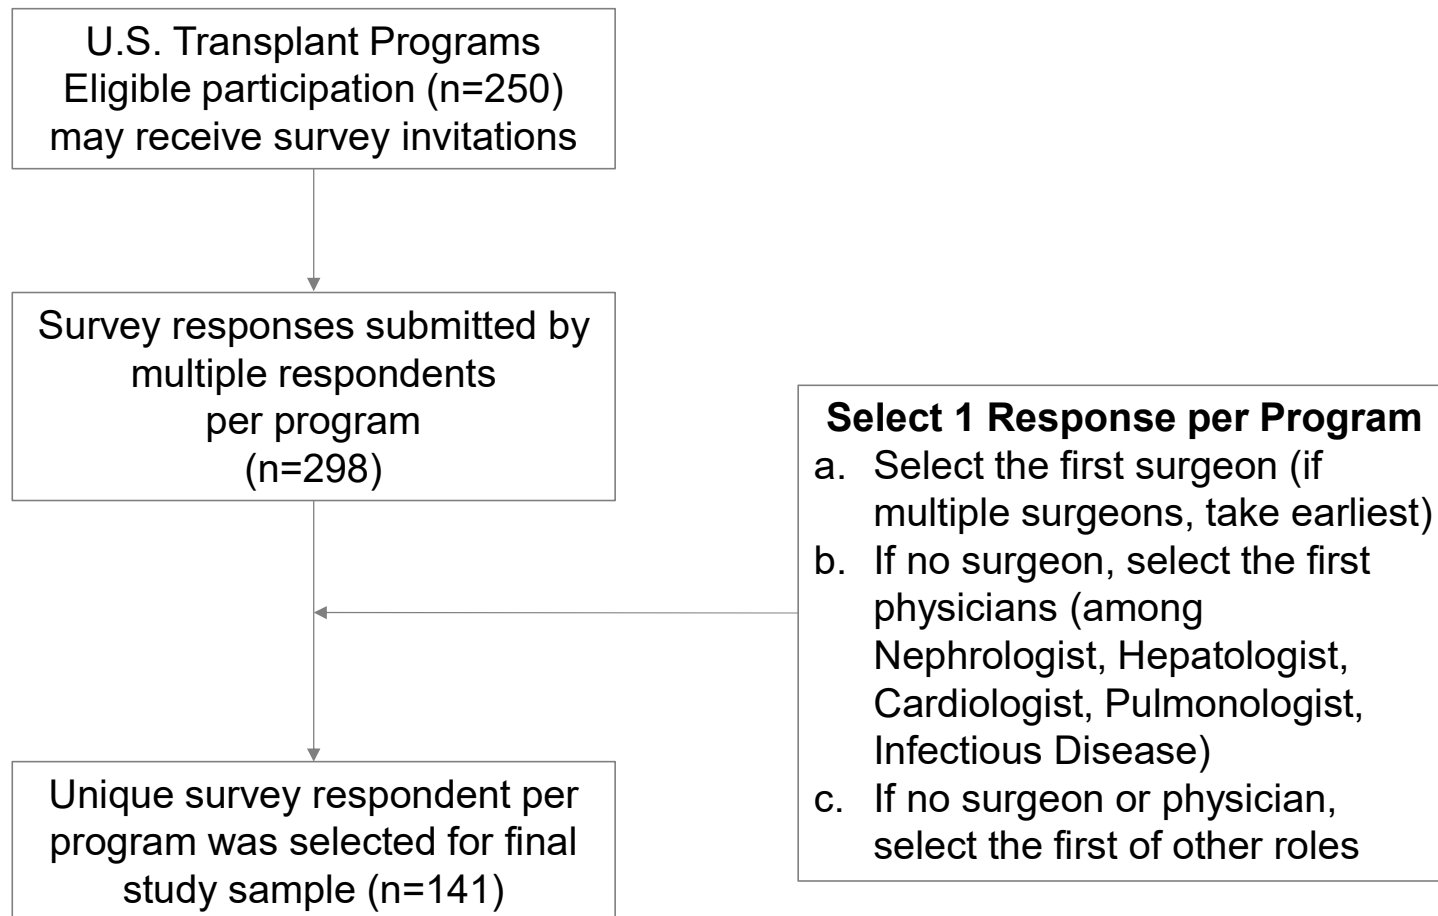 U.S. Transplant Programs
Eligible participation (n=250)
may receive survey invitations
Survey responses submitted by
multiple respondents
per program
(n=298)
Select 1 Response per Program
a. Select the first surgeon (if
multiple surgeons, take earliest)
b. If no surgeon, select the first
physicians (among
Nephrologist, Hepatologist,
Cardiologist, Pulmonologist,
Infectious Disease)
c. If no surgeon or physician,
select the first of other roles
Unique survey respondent per
program was selected for final
study sample (n=141)